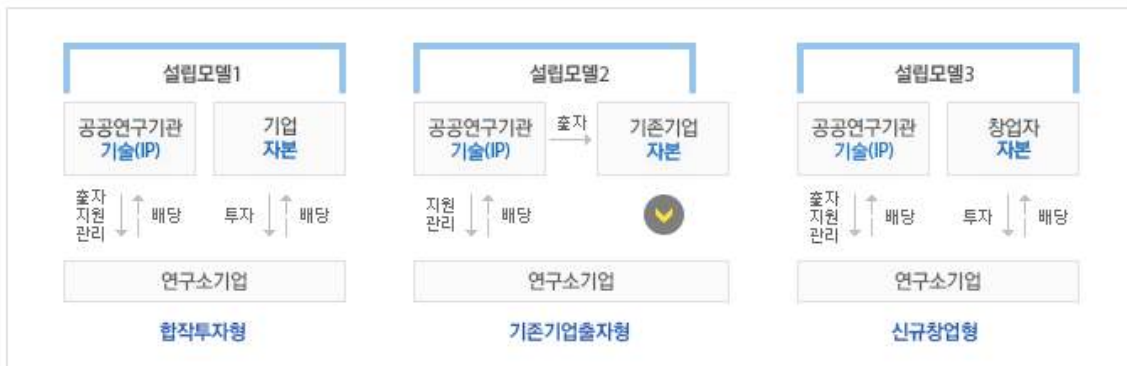 설립모델1
공공연구기관
기술(IP)
기업
자본
출자
지원
관리
배당
투자
배당
연구소기업
합작투자형
설립모델2
공공연구기관
기술(IP)
출자
기존기업
자본
지원
관리
배당
연구소기업
기존기업출자형
설립모델3
공공연구기관
기술(IP)
창업자
자본
출자
지원
관리
배당
투자
배당
연구소기업
신규창업형